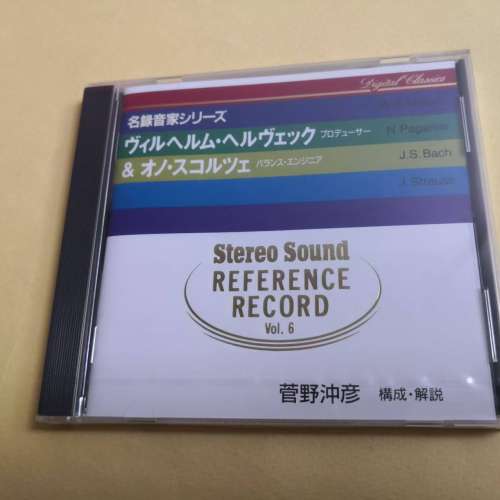 Digital Classics
名録音家シリーズ
ヴィルヘルム・ヘルヴェック プロデューサー
N. Paganini
& オノ・スコルツェ バランス・エンジニア
J.S. Bach
J. Strauss
Stereo Sound
REFERENCE
RECORD
Vol. 6
菅野沖彦 構成・解説